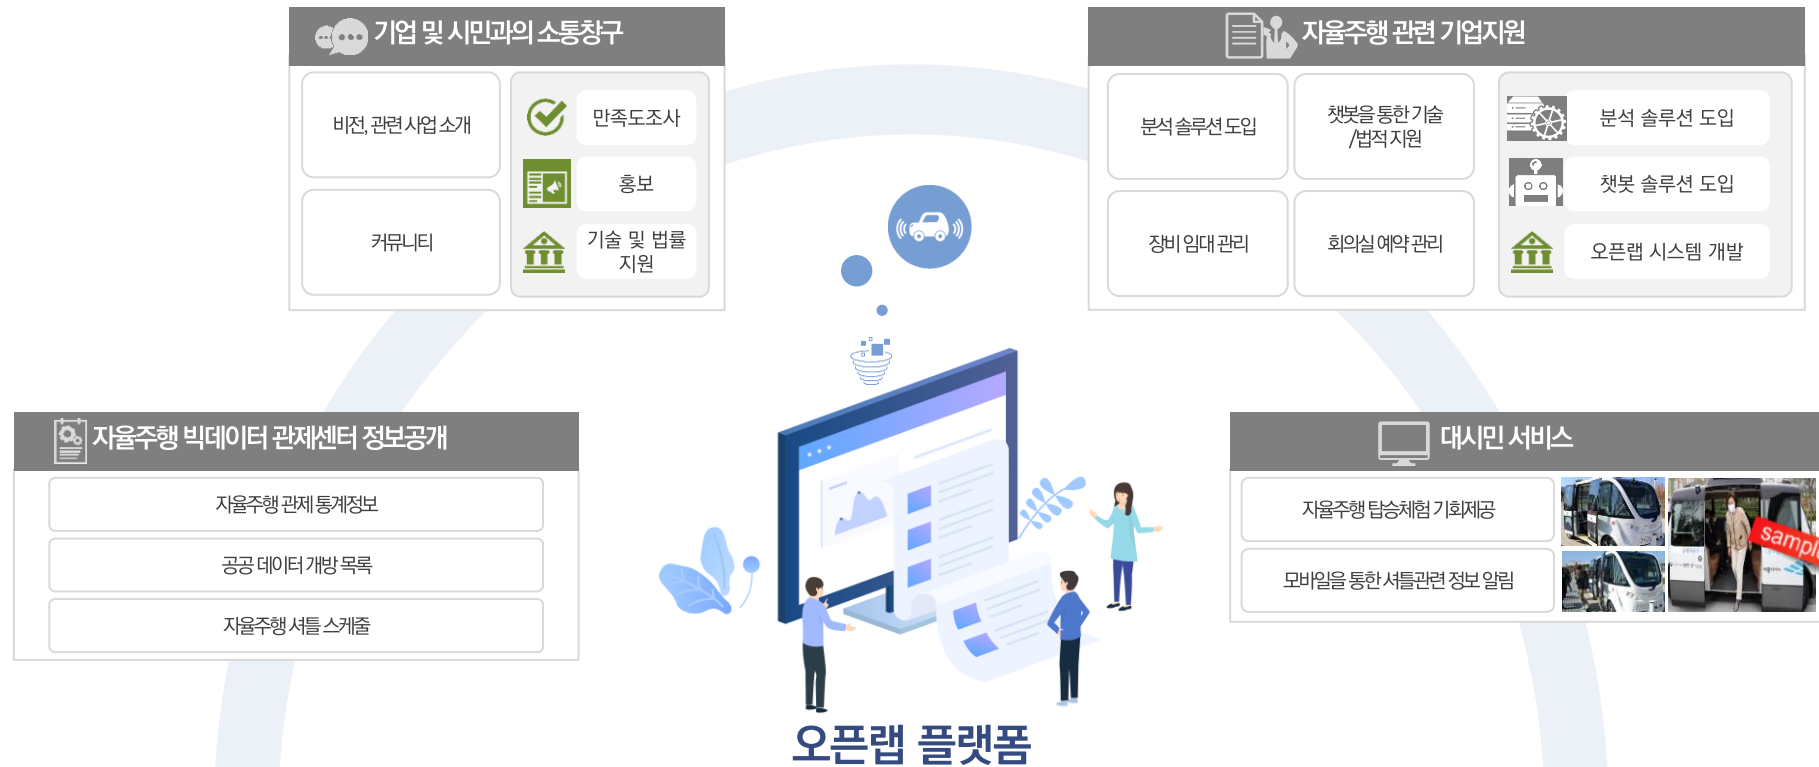 기업 및 시민과의 소통창구
비전, 관련 사업 소개
커뮤니티
만족도조사
홍보
기술 및 법률
지원
자율주행 관련 기업지원
분석 솔루션 도입
챗봇을 통한 기술
/법적 지원
장비 임대 관리
회의실 예약 관리
분석 솔루션 도입
챗봇 솔루션 도입
오픈랩 시스템 개발
자율주행 빅데이터 관제센터 정보공개
자율주행 관제 통계정보
공공 데이터 개방 목록
자율주행 셔틀 스케줄
대시민 서비스
자율주행 탑승체험 기회제공
모바일을 통한 셔틀관련 정보 알림
sample
오픈랩 플랫폼